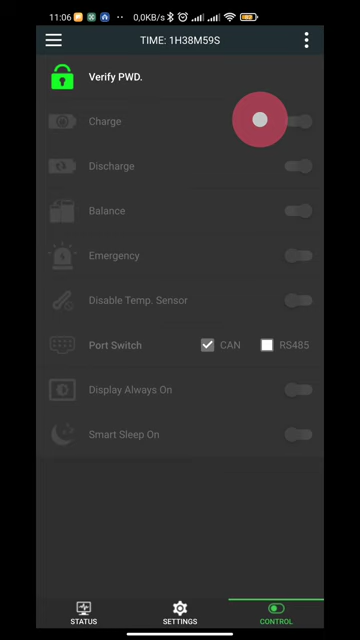 11:06 0,0KB/s
TIME: 1H38M59S
Verify PWD.
Charge
Discharge
Balance
Emergency
Disable Temp. Sensor
Port Switch CAN RS485
Display Always On
Smart Sleep On
STATUS SETTINGS CONTROL